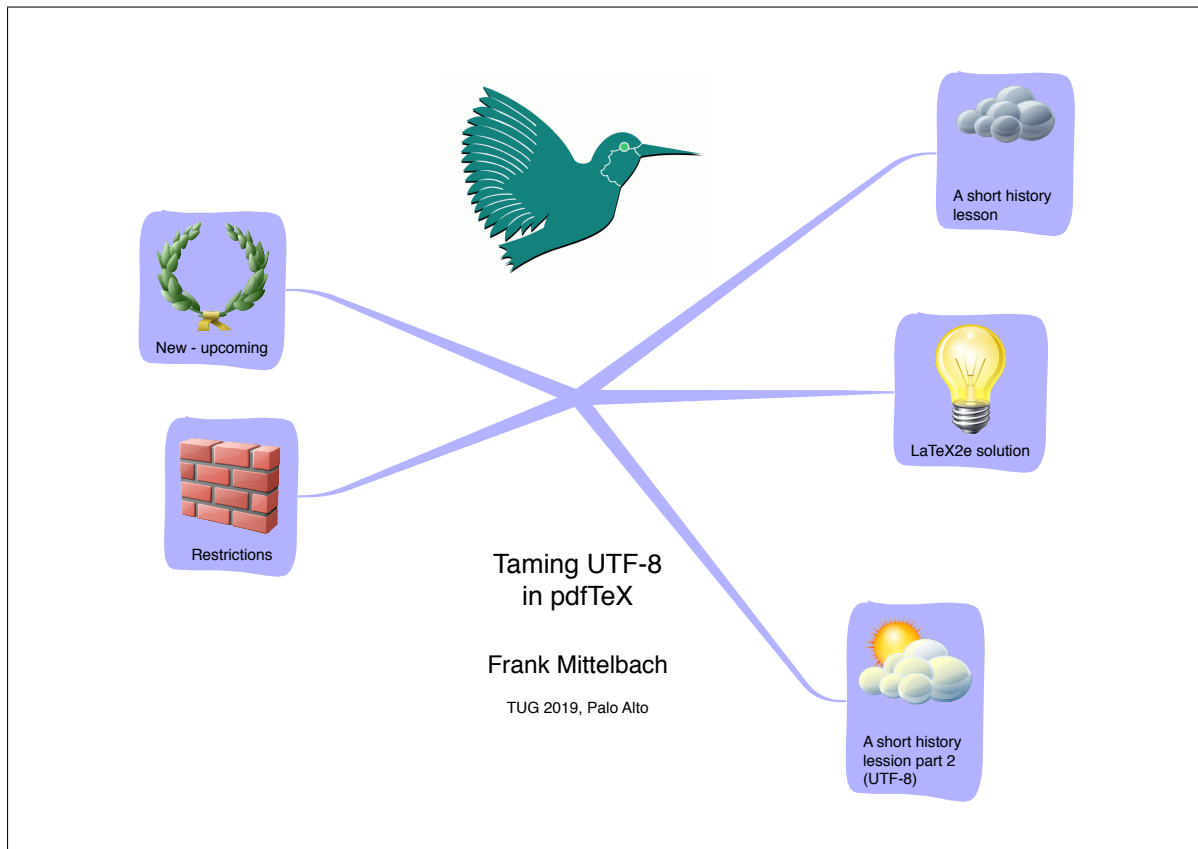 A short history
lesson
New - upcoming
LaTeX2e solution
Restrictions
Taming UTF-8
in pdfTeX
Frank Mittelbach
TUG 2019, Palo Alto
A short history
lession part 2
(UTF-8)